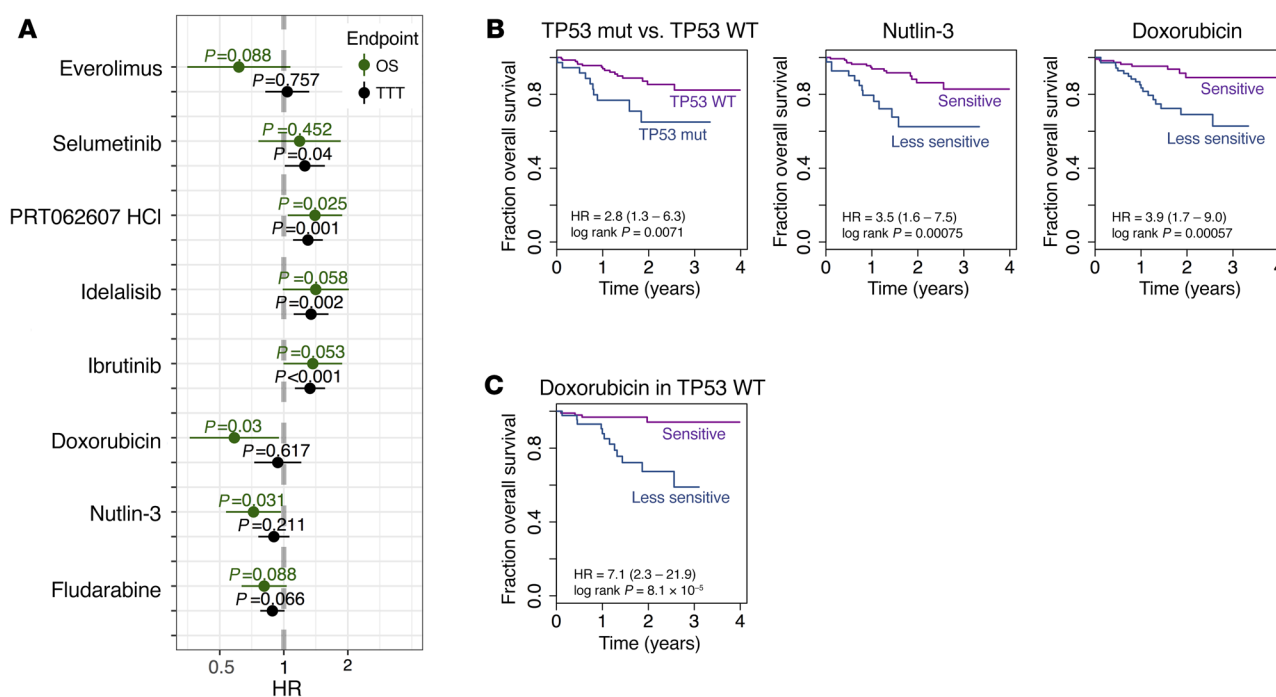 A
Endpoint
OS
TTT
Everolimus
P=0.088
P=0.757
Selumetinib
P=0.452
P=0.04
PRT062607 HCl
P=0.025
P=0.001
Idelalisib
P=0.058
P=0.002
Ibrutinib
P=0.053
P<0.001
Doxorubicin
P=0.03
P=0.617
Nutlin-3
P=0.031
P=0.211
Fludarabine
P=0.088
P=0.066
0.5 1 2
HR
B
TP53 mut vs. TP53 WT
Fraction overall survival
0.8
0.4
0.0
TP53 WT
TP53 mut
HR = 2.8 (1.3 – 6.3)
log rank P = 0.0071
0 1 2 3 4
Time (years)
Nutlin-3
Fraction overall survival
0.8
0.4
0.0
Sensitive
Less sensitive
HR = 3.5 (1.6 – 7.5)
log rank P = 0.00075
0 1 2 3 4
Time (years)
Doxorubicin
Fraction overall survival
0.8
0.4
0.0
Sensitive
Less sensitive
HR = 3.9 (1.7 – 9.0)
log rank P = 0.00057
0 1 2 3 4
Time (years)
C
Doxorubicin in TP53 WT
Fraction overall survival
0.8
0.4
0.0
Sensitive
Less sensitive
HR = 7.1 (2.3 – 21.9)
log rank P = 8.1 × 10⁻⁵
0 1 2 3 4
Time (years)